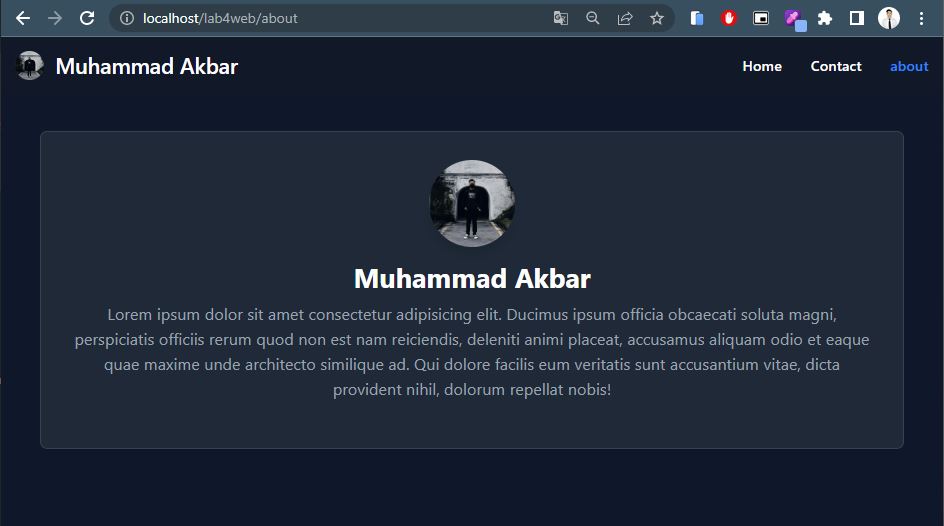 localhost/lab4web/about
Muhammad Akbar
Home Contact about
Muhammad Akbar
Lorem ipsum dolor sit amet consectetur adipisicing elit. Ducimus ipsum officia obcaecati soluta magni,
perspiciatis officiis rerum quod non est nam reiciendis, deleniti animi placeat, accusamus aliquam odio et eaque
quae maxime unde architecto similique ad. Qui dolore facilis eum veritatis sunt accusantium vitae, dicta
provident nihil, dolorum repellat nobis!